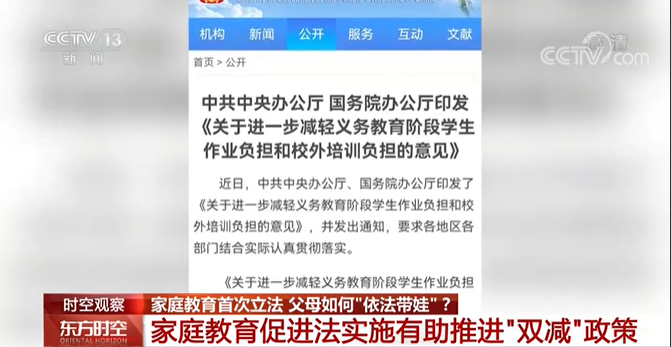 CCTV 13
新闻
高清
CCTV.com
机构 新闻 公开 服务 互动 文献
首页 > 公开
中共中央办公厅 国务院办公厅印发
《关于进一步减轻义务教育阶段学生
作业负担和校外培训负担的意见》
近日,中共中央办公厅、国务院办公厅印发了
《关于进一步减轻义务教育阶段学生作业负担和校
外培训负担的意见》,并发出通知,要求各地区各
部门结合实际认真贯彻落实。
《关于进一步减轻义务教育阶段学生作业负担
时空观察 家庭教育首次立法 父母如何"依法带娃"?
东方时空
ORIENTAL HORIZON
家庭教育促进法实施有助推进"双减"政策